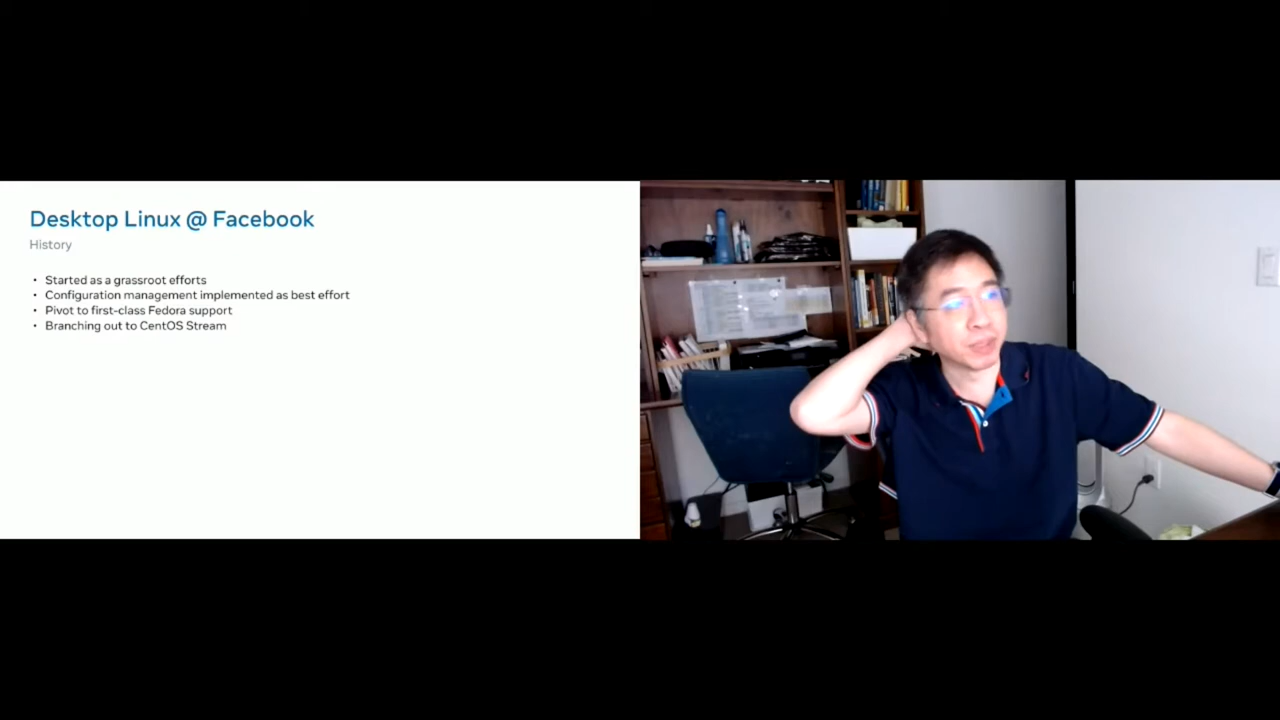 Desktop Linux @ Facebook
History
• Started as a grassroot efforts
• Configuration management implemented as best effort
• Pivot to first-class Fedora support
• Branching out to CentOS Stream